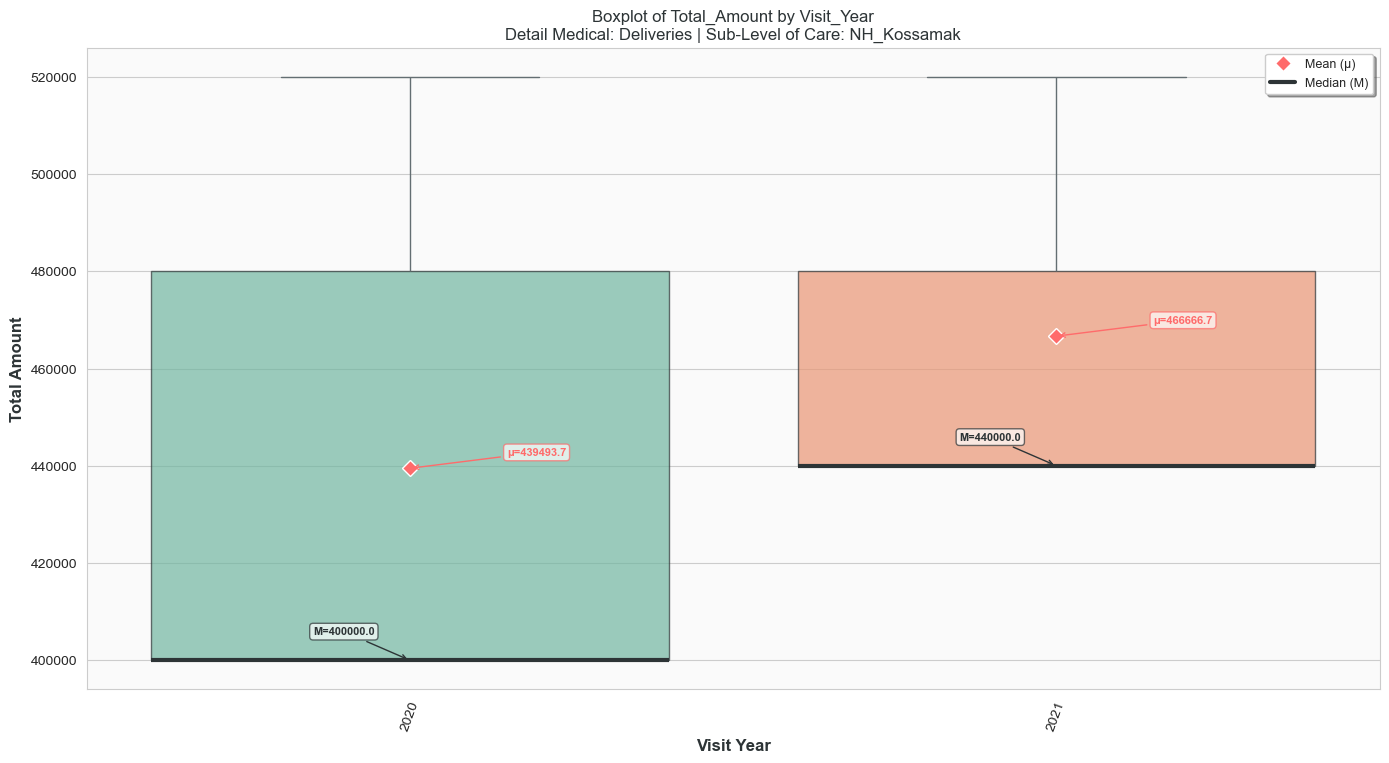 Boxplot of Total_Amount by Visit_Year
Detail Medical: Deliveries | Sub-Level of Care: NH_Kossamak
Mean (μ)
Median (M)
520000
500000
480000
460000
440000
420000
400000
Total Amount
μ=439493.7
M=400000.0
μ=466666.7
M=440000.0
2020
2021
Visit Year